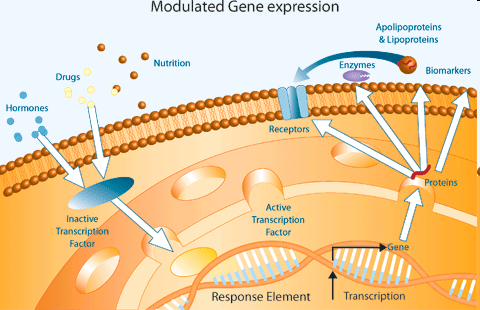 Modulated Gene expression
Apolipoproteins
& Lipoproteins
Nutrition
Enzymes
Biomarkers
Drugs
Hormones
Receptors
Proteins
Inactive
Transcription
Factor
Active
Transcription
Factor
Gene
Response Element
Transcription